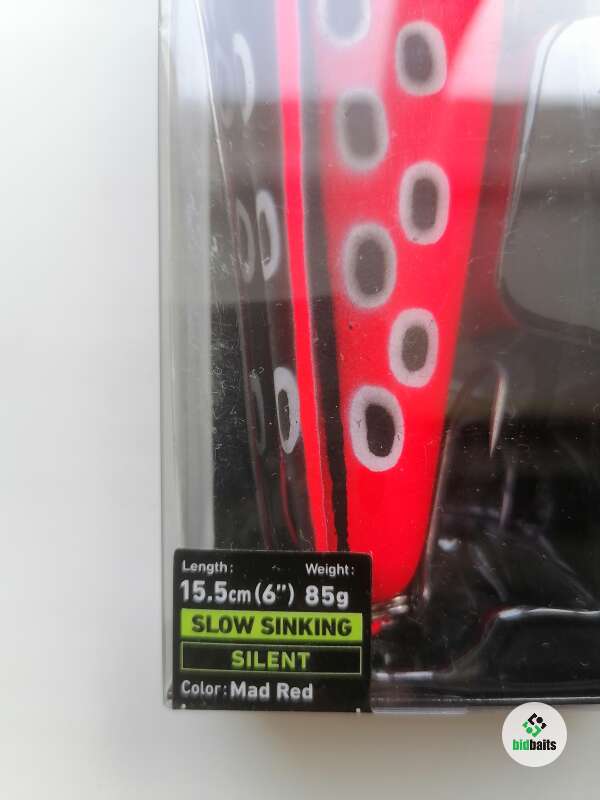 Length: Weight:
15.5cm(6") 85g
SLOW SINKING
SILENT
Color: Mad Red
bidbaits